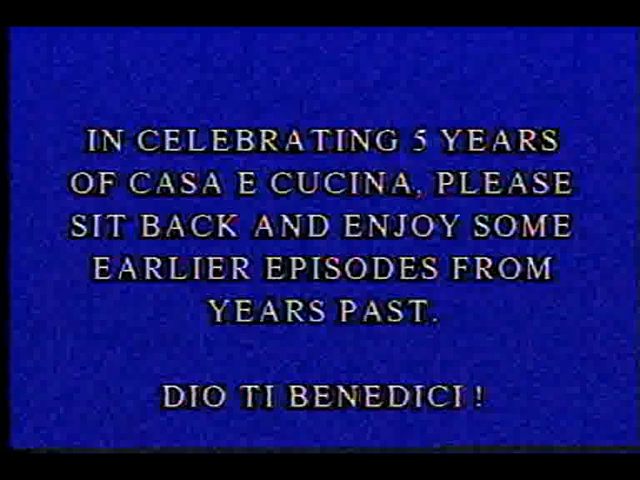 IN CELEBRATING 5 YEARS
OF CASA E CUCINA, PLEASE
SIT BACK AND ENJOY SOME
EARLIER EPISODES FROM
YEARS PAST.
DIO TI BENEDICI !